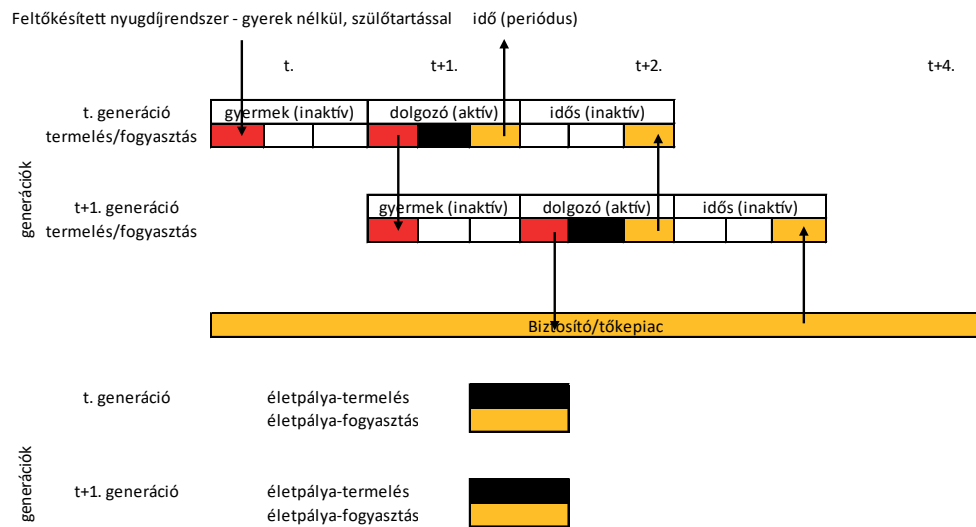 Feltőkésített nyugdíjrendszer - gyerek nélkül, szülőtartással idő (periódus)
t. t+1. t+2. t+4.
t. generáció gyermek (inaktív) dolgozó (aktív) idős (inaktív)
termelés/fogyasztás
generációk
t+1. generáció gyermek (inaktív) dolgozó (aktív) idős (inaktív)
termelés/fogyasztás
Biztosító/tőkepiac
t. generáció életpálya-termelés
életpálya-fogyasztás
generációk
t+1. generáció életpálya-termelés
életpálya-fogyasztás